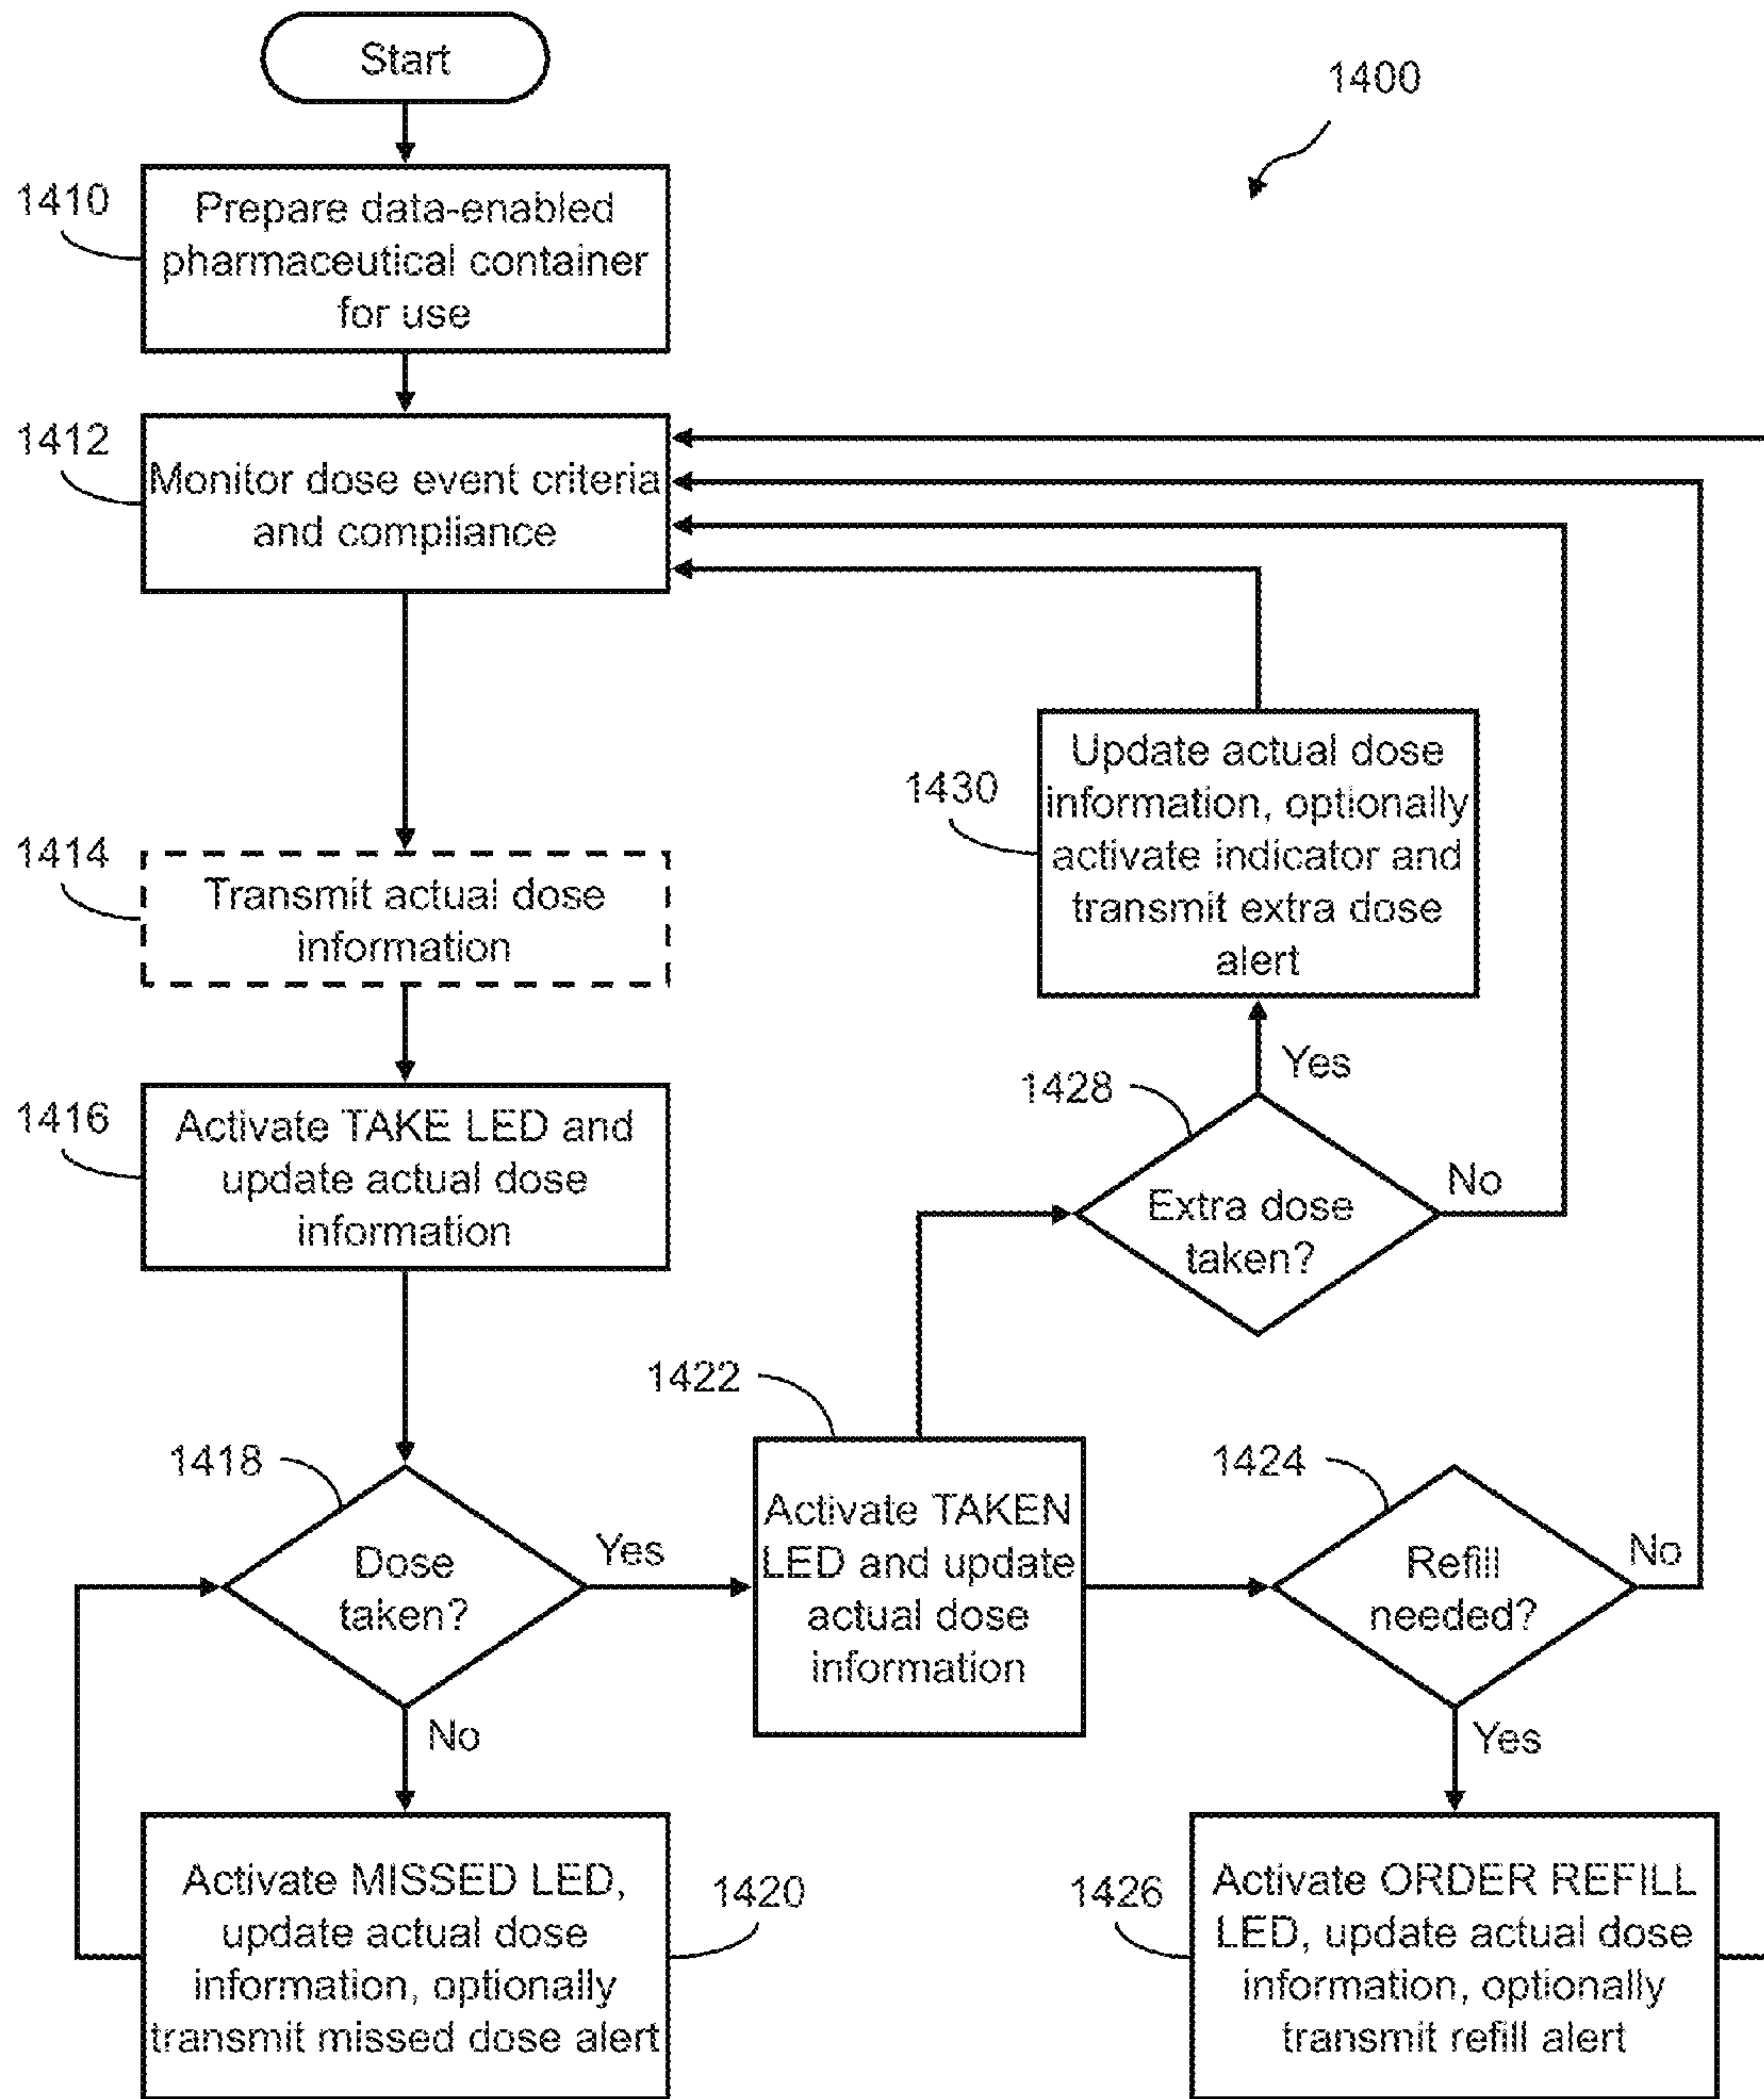 Start
1400
1410
Prepare data-enabled
pharmaceutical container
for use
1412
Monitor dose event criteria
and compliance
1414
Transmit actual dose
information
1430
Update actual dose
information, optionally
activate indicator and
transmit extra dose
alert
1416
Activate TAKE LED and
update actual dose
information
1428
Yes
Extra dose
taken?
No
1418
Dose
taken?
Yes
No
1422
Activate TAKEN
LED and update
actual dose
information
1424
Refill
needed?
No
Yes
Activate MISSED LED,
update actual dose
information, optionally
transmit missed dose alert
1420
1426
Activate ORDER REFILL
LED, update actual dose
information, optionally
transmit refill alert